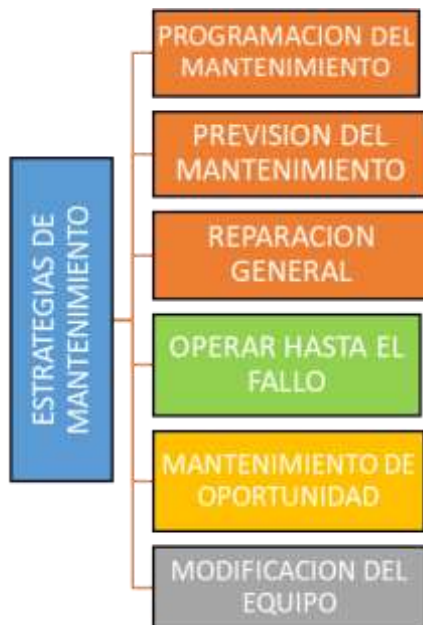 ESTRATEGIAS DE
MANTENIMIENTO
PROGRAMACION DEL
MANTENIMIENTO
PREVISION DEL
MANTENIMIENTO
REPARACION
GENERAL
OPERAR HASTA EL
FALLO
MANTENIMIENTO DE
OPORTUNIDAD
MODIFICACION DEL
EQUIPO